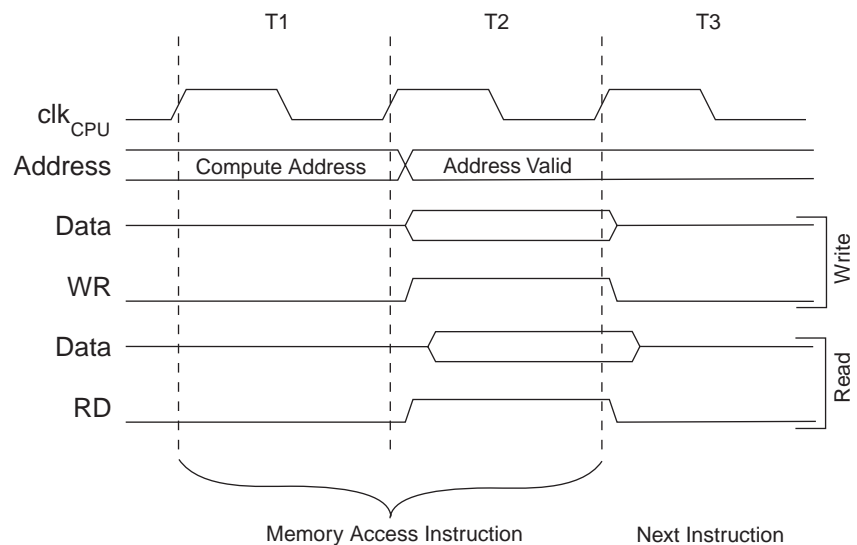 T1 T2 T3
clkCPU
Address Compute Address Address Valid
Data
WR
Write
Data
RD
Read
Memory Access Instruction Next Instruction